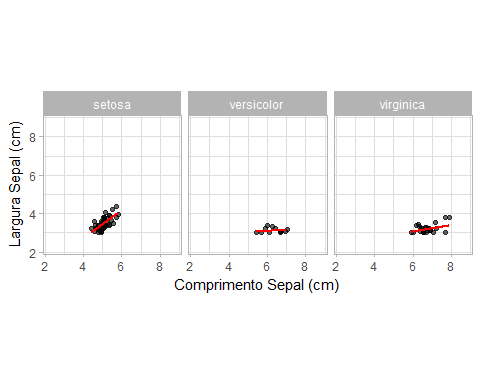 setosa versicolor virginica
Largura Sepal (cm)
8
6
4
2
2 4 6 8 2 4 6 8 2 4 6 8
Comprimento Sepal (cm)